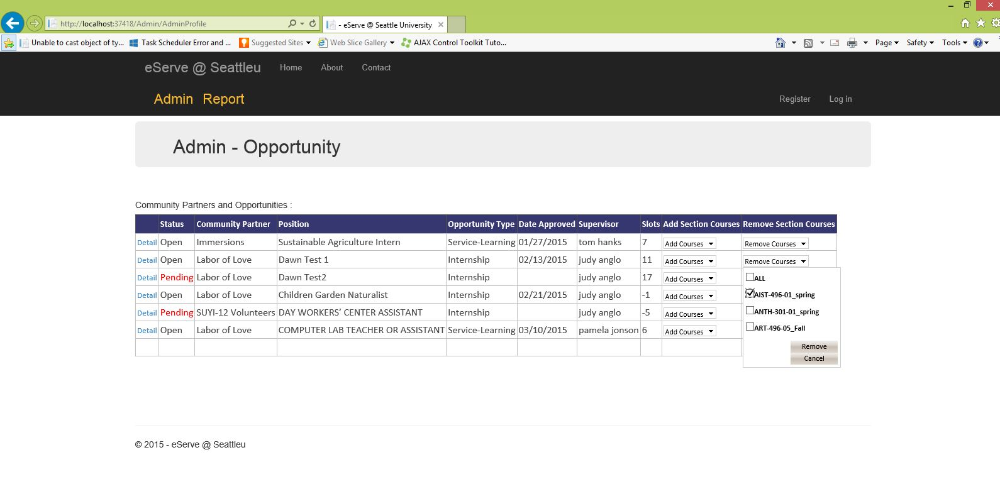 http://localhost:37418/Admin/AdminProfile
- eServe @ Seattle University
Unable to cast object of ty... Task Scheduler Error and ... Suggested Sites Web Slice Gallery AJAX Control Toolkit Tuto... Page Safety Tools
eServe @ Seattleu Home About Contact
Admin Report Register Log in
Admin - Opportunity
Community Partners and Opportunities :
Status Community Partner Position Opportunity Type Date Approved Supervisor Slots Add Section Courses Remove Section Courses
Detail Open Immersions Sustainable Agriculture Intern Service-Learning 01/27/2015 tom hanks 7 Add Courses Remove Courses
Detail Open Labor of Love Dawn Test 1 Internship 02/13/2015 judy anglo 11 Add Courses Remove Courses
Detail Pending Labor of Love Dawn Test2 Internship judy anglo 17 Add Courses
ALL
Detail Open Labor of Love Children Garden Naturalist Internship 02/21/2015 judy anglo -1 Add Courses
AIST-496-01_spring
Detail Pending SUYI-12 Volunteers DAY WORKERS’ CENTER ASSISTANT Internship judy anglo -5 Add Courses
ANTH-301-01_spring
Detail Open Labor of Love COMPUTER LAB TEACHER OR ASSISTANT Service-Learning 03/10/2015 pamela jonson 6 Add Courses
ART-496-05_Fall
Remove
Cancel
© 2015 - eServe @ Seattleu